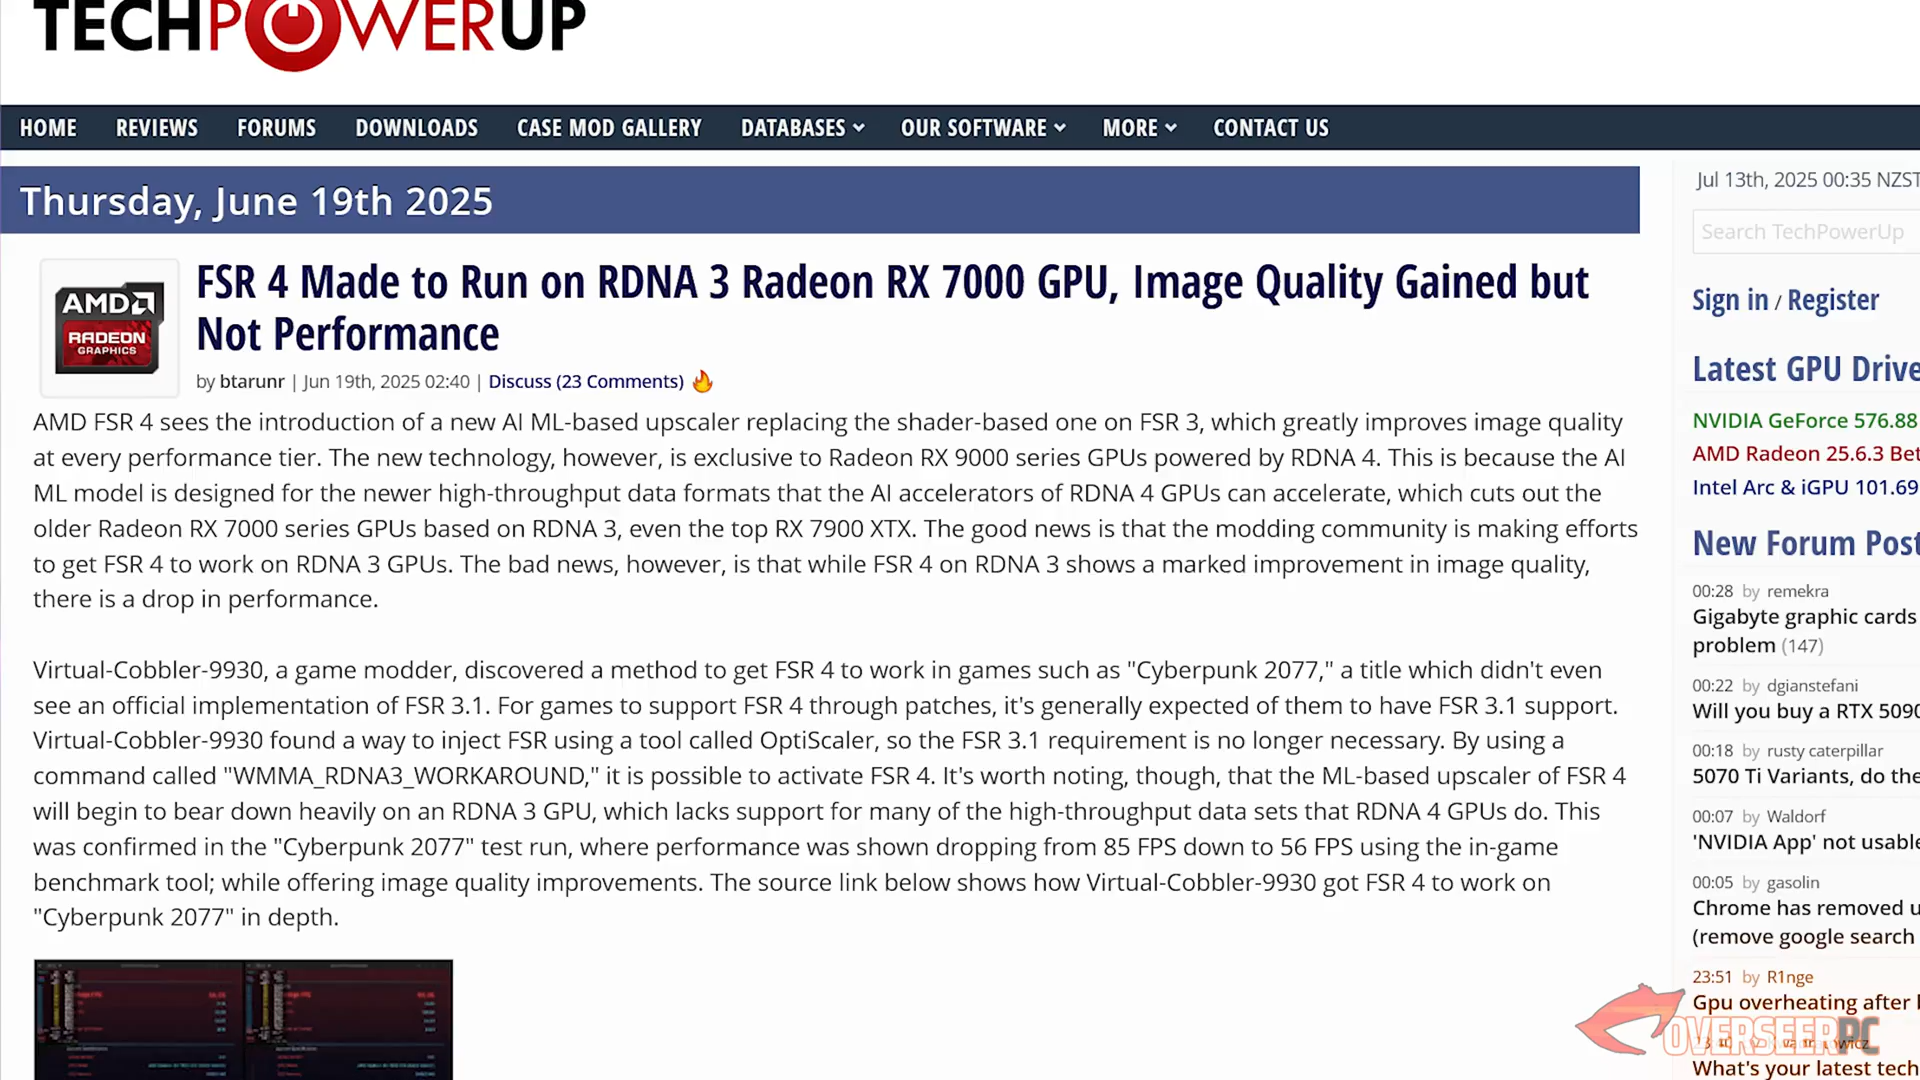 TECHPOWERUP
HOME REVIEWS FORUMS DOWNLOADS CASE MOD GALLERY DATABASES OUR SOFTWARE MORE CONTACT US
Thursday, June 19th 2025
AMD
RADEON
GRAPHICS
FSR 4 Made to Run on RDNA 3 Radeon RX 7000 GPU, Image Quality Gained but
Not Performance
by btarunr | Jun 19th, 2025 02:40 | Discuss (23 Comments)
AMD FSR 4 sees the introduction of a new AI ML-based upscaler replacing the shader-based one on FSR 3, which greatly improves image quality
at every performance tier. The new technology, however, is exclusive to Radeon RX 9000 series GPUs powered by RDNA 4. This is because the AI
ML model is designed for the newer high-throughput data formats that the AI accelerators of RDNA 4 GPUs can accelerate, which cuts out the
older Radeon RX 7000 series GPUs based on RDNA 3, even the top RX 7900 XTX. The good news is that the modding community is making efforts
to get FSR 4 to work on RDNA 3 GPUs. The bad news, however, is that while FSR 4 on RDNA 3 shows a marked improvement in image quality,
there is a drop in performance.
Virtual-Cobbler-9930, a game modder, discovered a method to get FSR 4 to work in games such as "Cyberpunk 2077," a title which didn't even
see an official implementation of FSR 3.1. For games to support FSR 4 through patches, it's generally expected of them to have FSR 3.1 support.
Virtual-Cobbler-9930 found a way to inject FSR using a tool called OptiScaler, so the FSR 3.1 requirement is no longer necessary. By using a
command called "WMMA_RDNA3_WORKAROUND," it is possible to activate FSR 4. It's worth noting, though, that the ML-based upscaler of FSR 4
will begin to bear down heavily on an RDNA 3 GPU, which lacks support for many of the high-throughput data sets that RDNA 4 GPUs do. This
was confirmed in the "Cyberpunk 2077" test run, where performance was shown dropping from 85 FPS down to 56 FPS using the in-game
benchmark tool; while offering image quality improvements. The source link below shows how Virtual-Cobbler-9930 got FSR 4 to work on
"Cyberpunk 2077" in depth.
Jul 13th, 2025 00:35 NZST
Search TechPowerUp
Sign in / Register
Latest GPU Drive
NVIDIA GeForce 576.88
AMD Radeon 25.6.3 Bet
Intel Arc & iGPU 101.69
New Forum Post
00:28 by remekra
Gigabyte graphic cards
problem (147)
00:22 by dgianstefani
Will you buy a RTX 5090
00:18 by rusty caterpillar
5070 Ti Variants, do the
00:07 by Waldorf
'NVIDIA App' not usable
00:05 by gasolin
Chrome has removed u
(remove google search
23:51 by R1nge
Gpu overheating after
OVERSEERPC
What's your latest tech